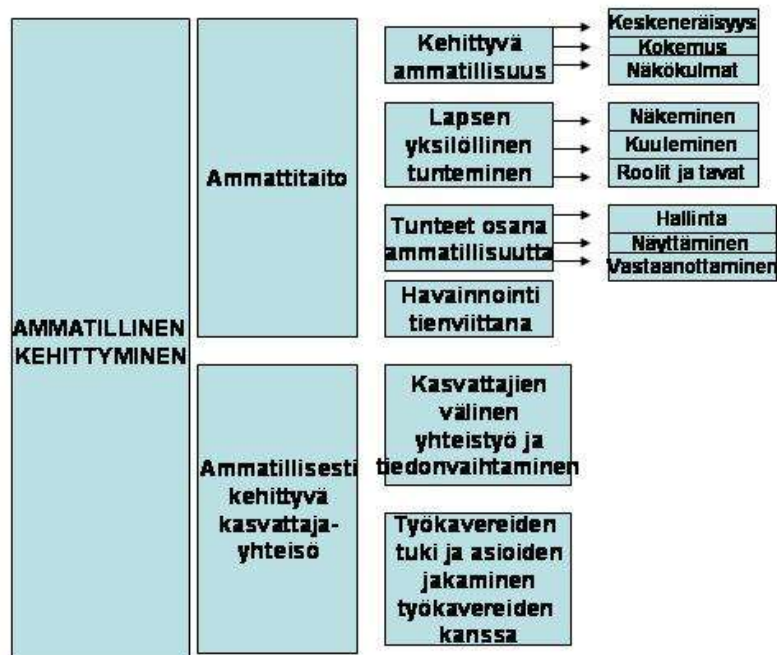 AMMATILLINEN
KEHITTYMINEN
Ammattitaito
Kehittyvä
ammatillisuus
Keskeneräisyys
Kokemus
Näkökulmat
Lapsen
yksilöllinen
tunteminen
Näkeminen
Kuuleminen
Roolit ja tavat
Tunteet osana
ammatillisuutta
Hallinta
Näyttäminen
Vastaanottaminen
Havainnointi
tienviittana
Ammatillisesti
kehittyvä
kasvattaja-
yhteisö
Kasvattajien
välinen
yhteistyö ja
tiedonvaihtaminen
Työkavereiden
tuki ja asioiden
jakaminen
työkavereiden
kanssa